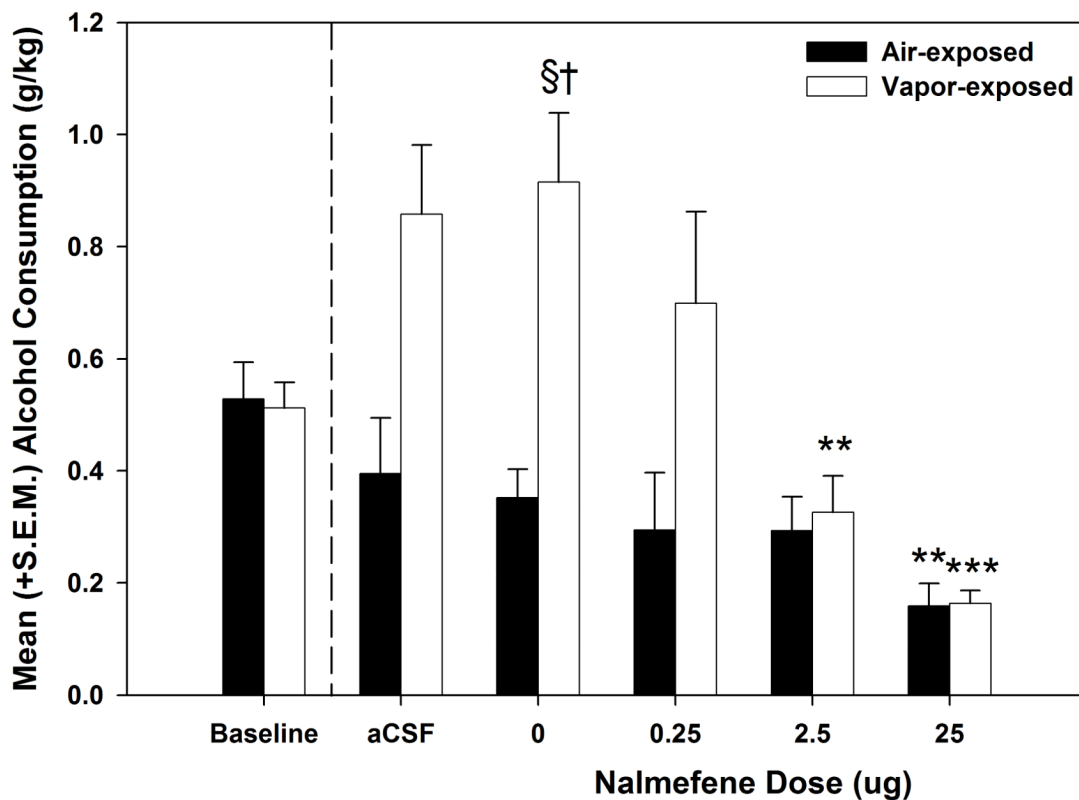 Mean (+S.E.M.) Alcohol Consumption (g/kg)
1.2
1.0
0.8
0.6
0.4
0.2
0.0
Air-exposed
Vapor-exposed
§†
**
** ***
Baseline aCSF 0 0.25 2.5 25
Nalmefene Dose (ug)